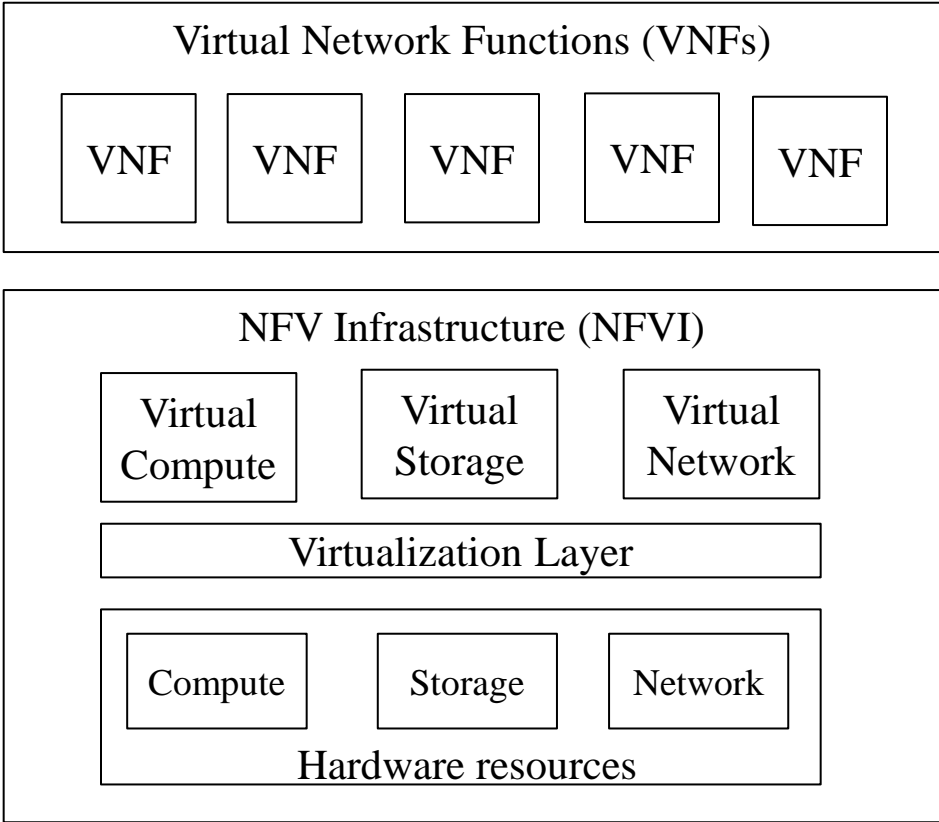 Virtual Network Functions (VNFs)
VNF VNF VNF VNF VNF
NFV Infrastructure (NFVI)
Virtual
Compute
Virtual
Storage
Virtual
Network
Virtualization Layer
Compute Storage Network
Hardware resources